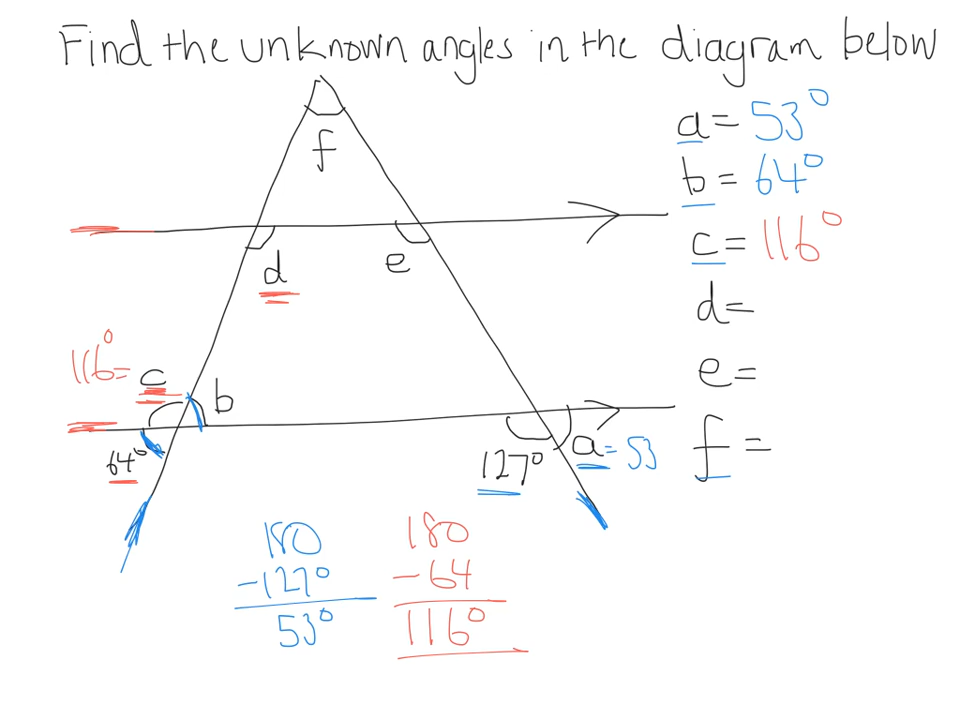 Find the unknown angles in the diagram below
f
a = 53°
b = 64°
c = 116°
d =
e =
f =
d
e
116° = c
b
64°
127°
a = 53
180
-127°
53°
180
-64
116°